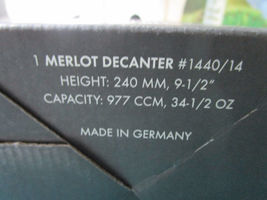 1 MERLOT DECANTER #1440/14
HEIGHT: 240 MM, 9-1/2"
CAPACITY: 977 CCM, 34-1/2 OZ
MADE IN GERMANY